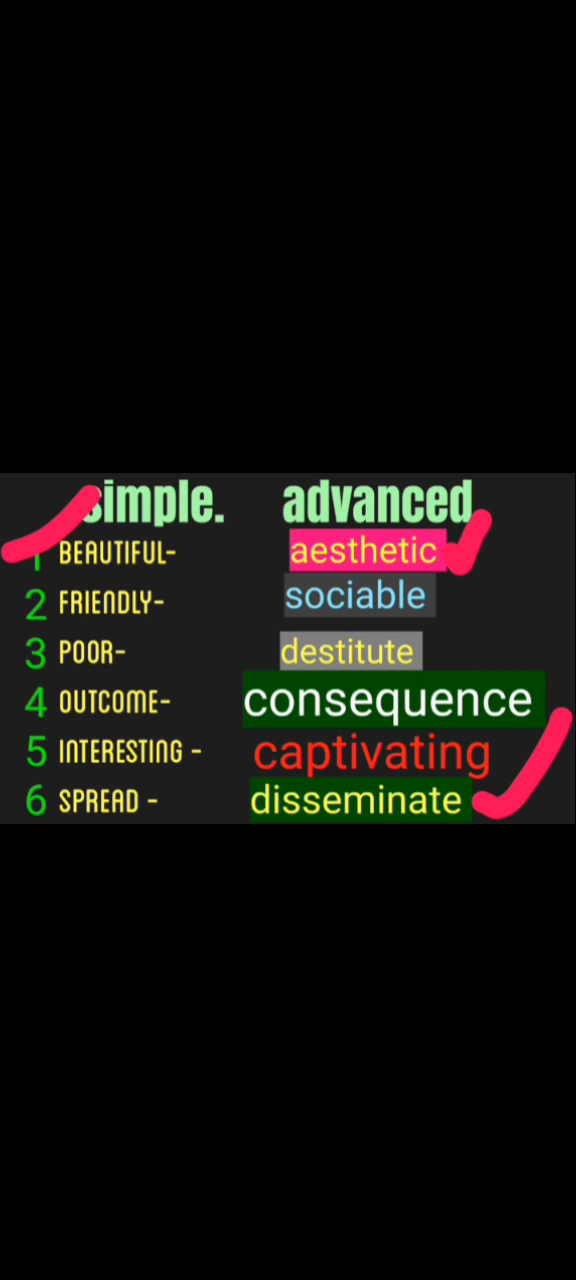 simple. advanced
1 BEAUTIFUL- aesthetic
2 FRIENDLY- sociable
3 POOR- destitute
4 OUTCOME- consequence
5 INTERESTING - captivating
6 SPREAD - disseminate